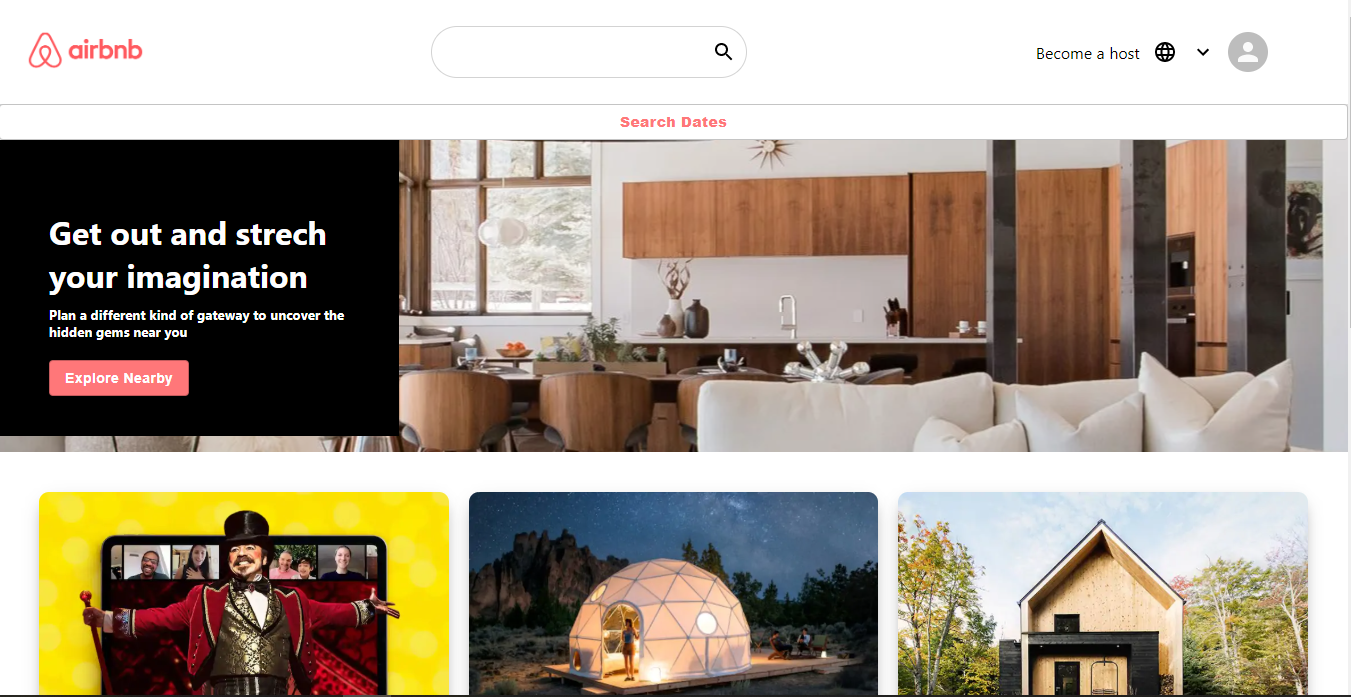 airbnb
Become a host
Search Dates
Get out and strech
your imagination
Plan a different kind of gateway to uncover the
hidden gems near you
Explore Nearby